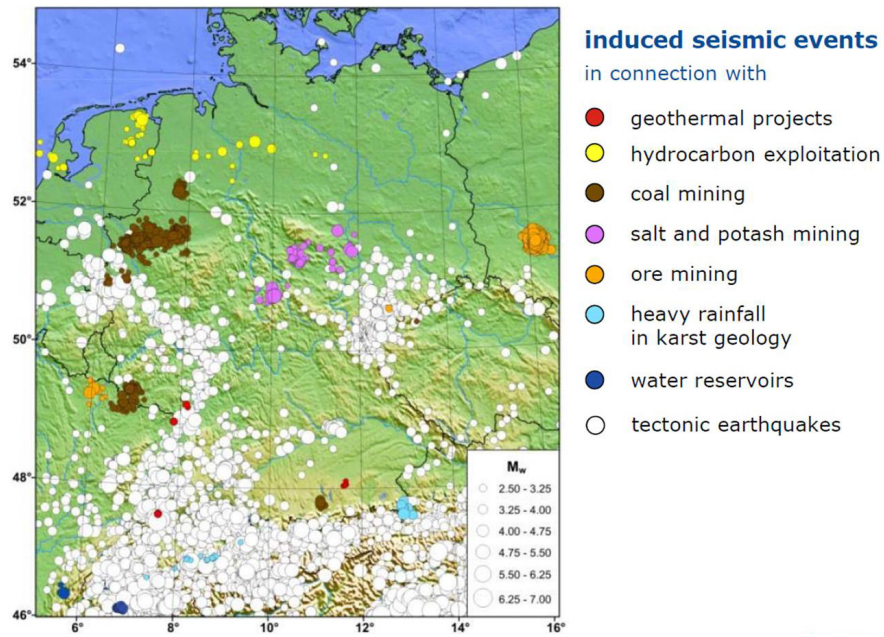 induced seismic events
in connection with
geothermal projects
hydrocarbon exploitation
coal mining
salt and potash mining
ore mining
heavy rainfall
in karst geology
water reservoirs
tectonic earthquakes
54°
52°
50°
48°
46°
6°
8°
10°
12°
14°
16°
Mw
2.50 - 3.25
3.25 - 4.00
4.00 - 4.75
4.75 - 5.50
5.50 - 6.25
6.25 - 7.00